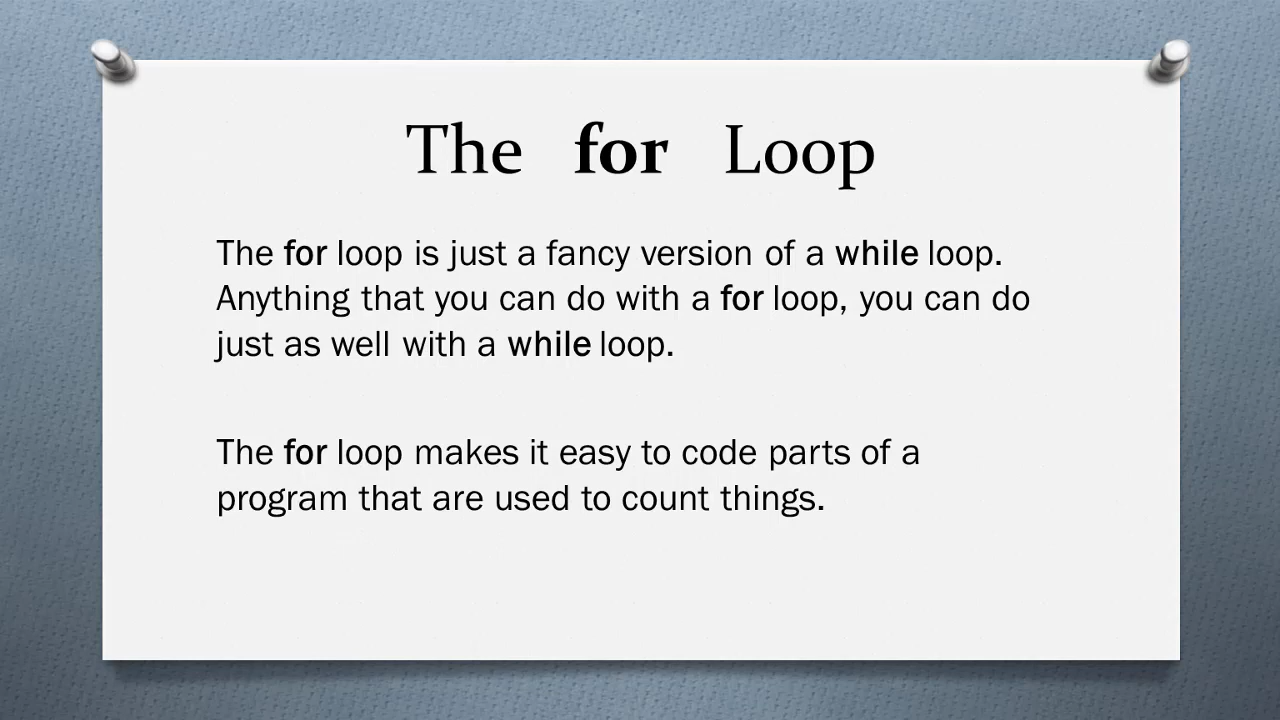 The for Loop
The for loop is just a fancy version of a while loop.
Anything that you can do with a for loop, you can do
just as well with a while loop.
The for loop makes it easy to code parts of a
program that are used to count things.